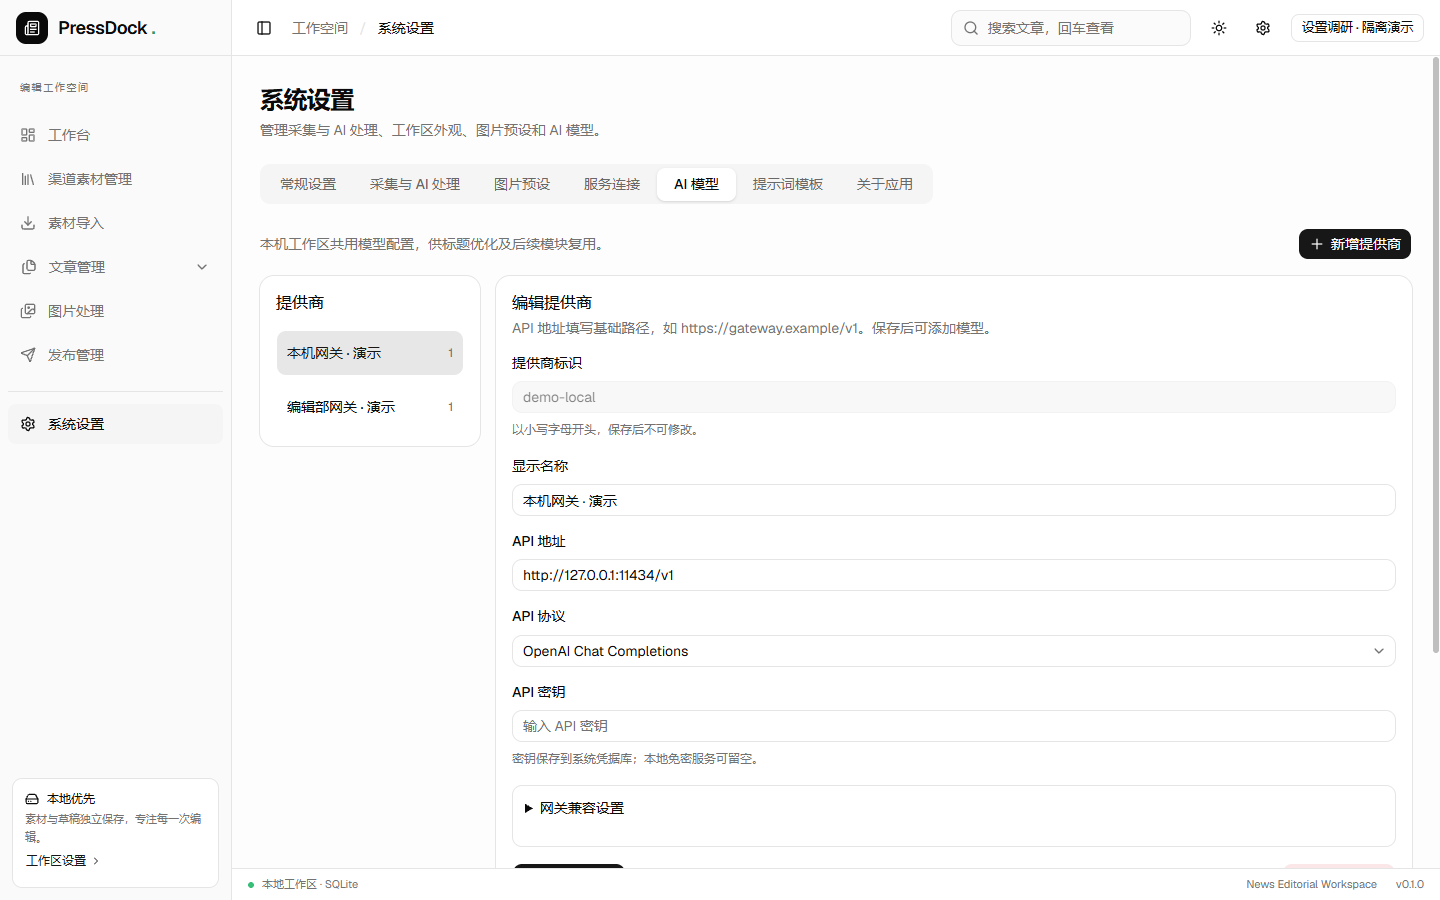 PressDock.
工作空间 / 系统设置
搜索文章，回车查看
设置调研 · 隔离演示
编辑工作空间
工作台
渠道素材管理
素材导入
文章管理
图片处理
发布管理
系统设置
本地优先
素材与草稿独立保存，专注每一次编
辑。
工作区设置
系统设置
管理采集与 AI 处理、工作区外观、图片预设和 AI 模型。
常规设置
采集与 AI 处理
图片预设
服务连接
AI 模型
提示词模板
关于应用
本机工作区共用模型配置，供标题优化及后续模块复用。
新增提供商
提供商
本机网关 · 演示 1
编辑部网关 · 演示 1
编辑提供商
API 地址填写基础路径，如 https://gateway.example/v1。保存后可添加模型。
提供商标识
demo-local
以小写字母开头，保存后不可修改。
显示名称
本机网关 · 演示
API 地址
http://127.0.0.1:11434/v1
API 协议
OpenAI Chat Completions
API 密钥
输入 API 密钥
密钥保存到系统凭据库；本地免密服务可留空。
网关兼容设置
本地工作区 · SQLite
News Editorial Workspace
v0.1.0